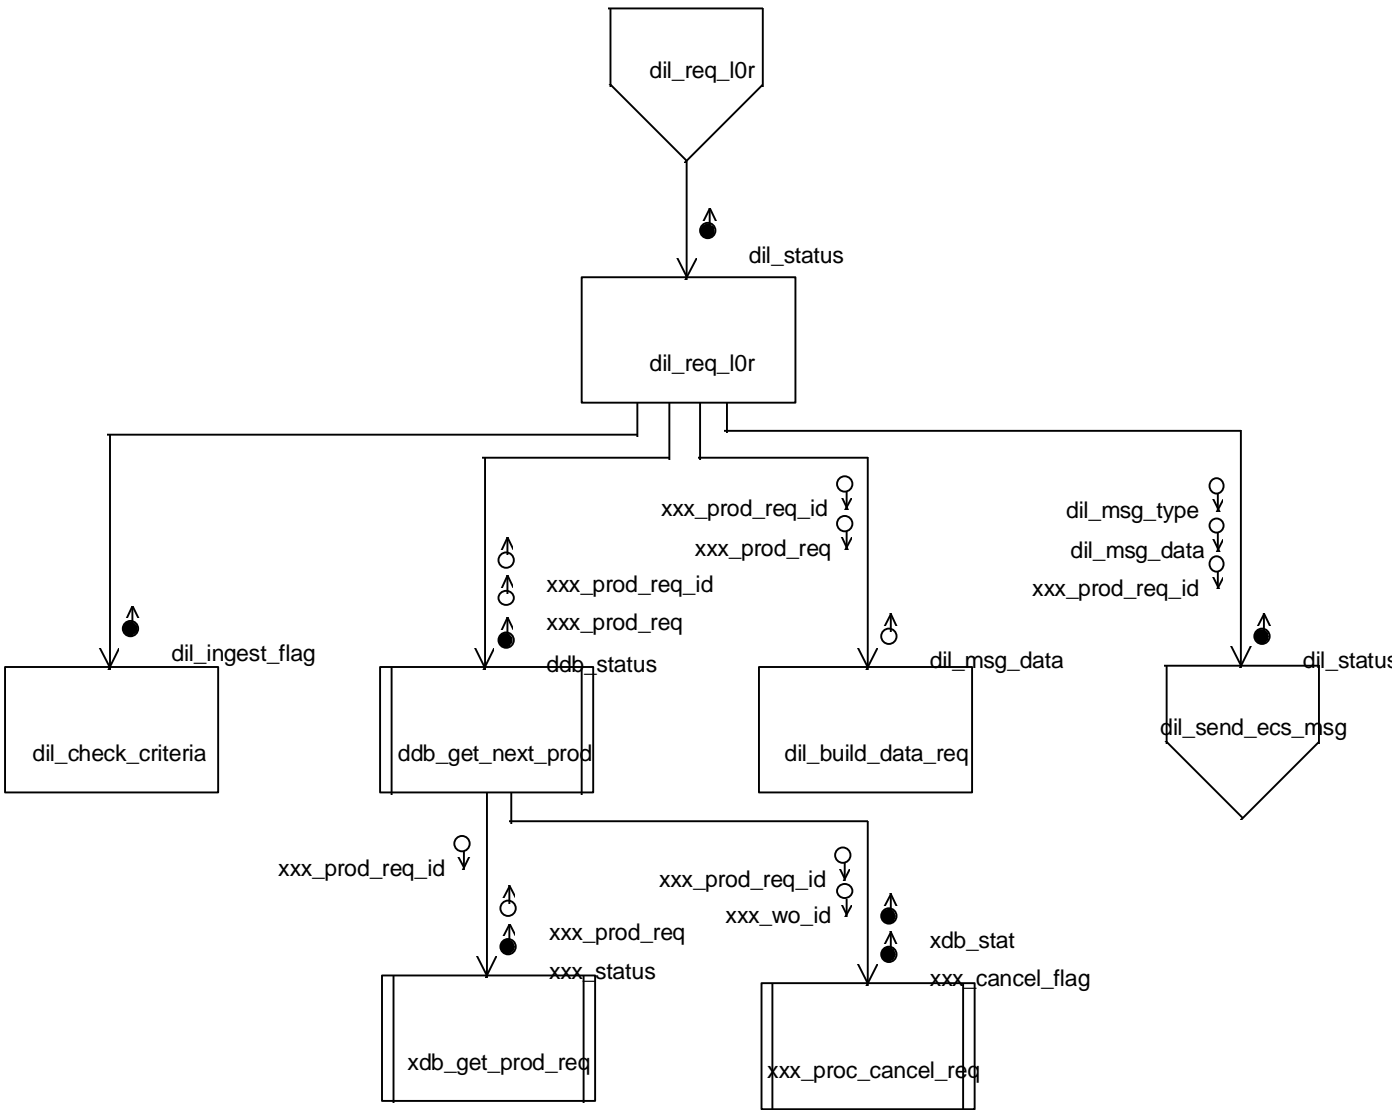 dil_req_l0r
dil_status
dil_req_l0r
xxx_prod_req_id
xxx_prod_req
dil_msg_type
dil_msg_data
xxx_prod_req_id
xxx_prod_req_id
xxx_prod_req
ddb_status
dil_ingest_flag
dil_msg_data
dil_status
dil_check_criteria
ddb_get_next_prod
dil_build_data_req
dil_send_ecs_msg
xxx_prod_req_id
xxx_prod_req
xxx_status
xxx_prod_req_id
xxx_wo_id
xdb_stat
xxx_cancel_flag
xdb_get_prod_req
xxx_proc_cancel_req